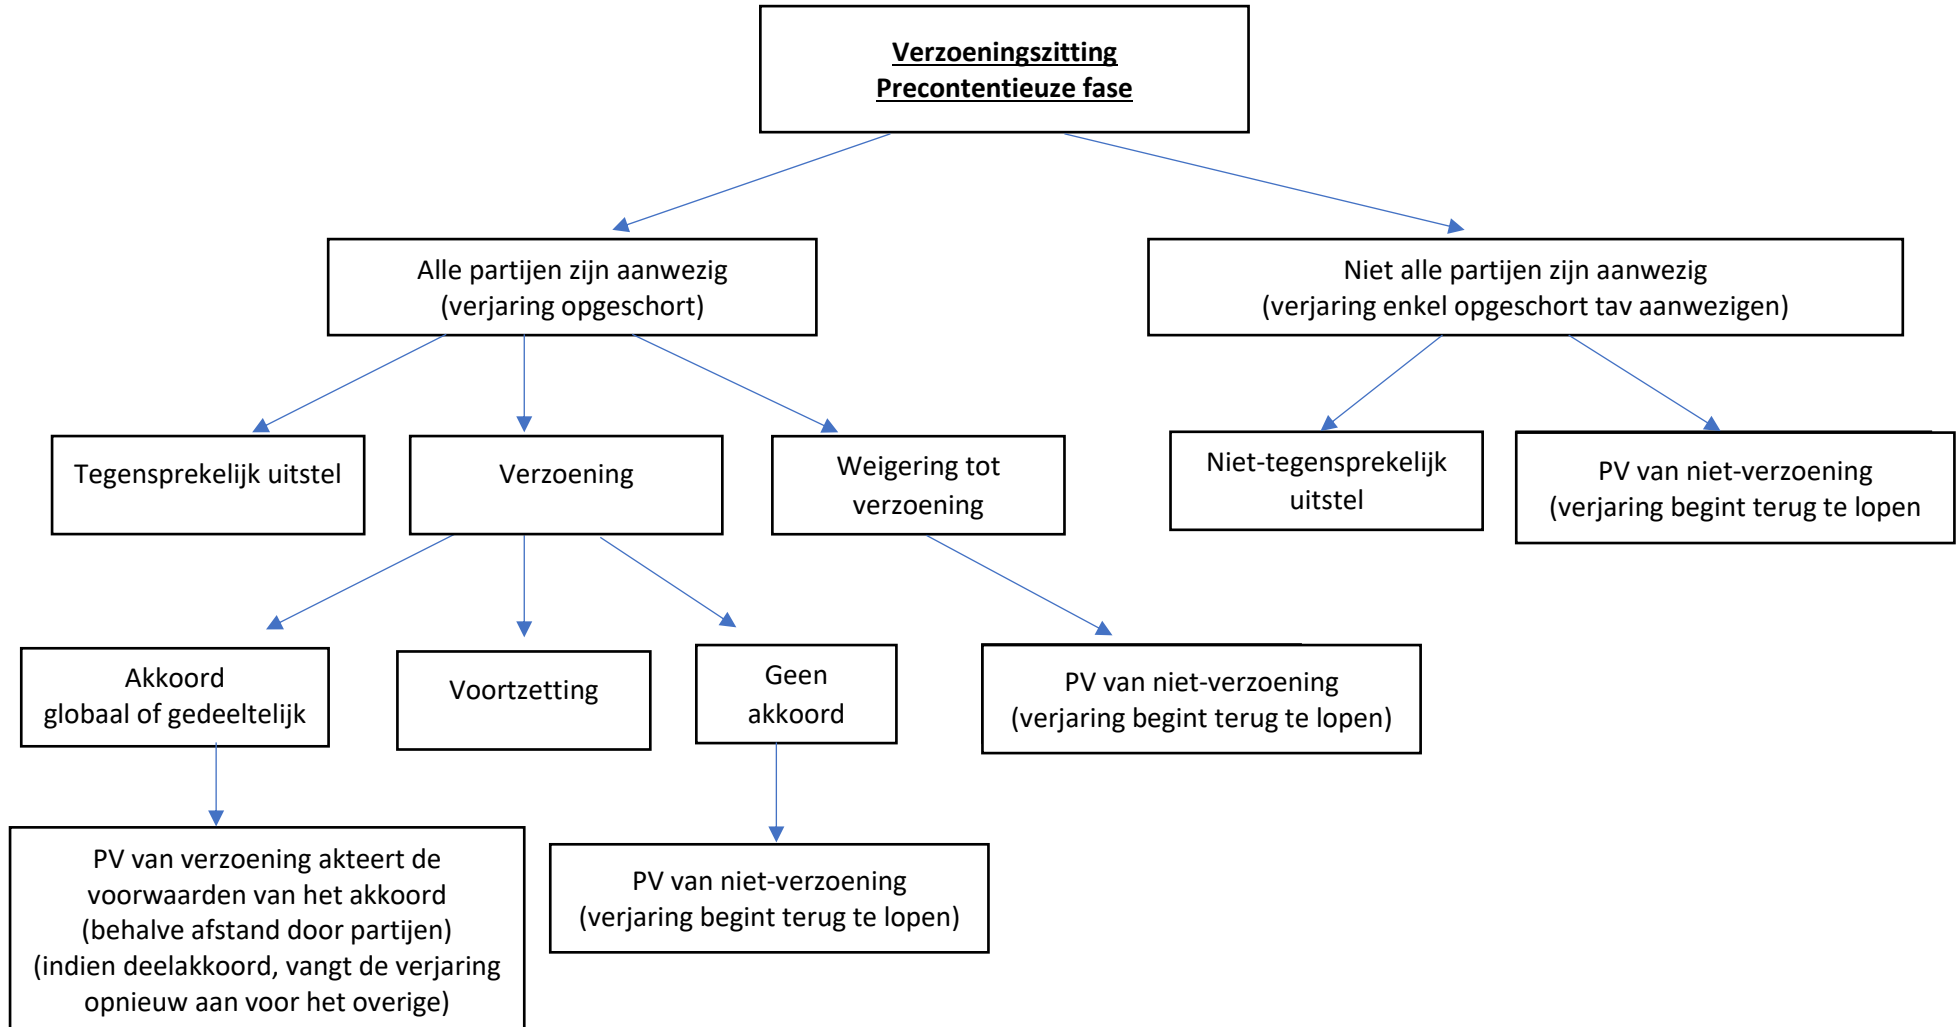 Verzoeningszitting
Precontentieuze fase
Alle partijen zijn aanwezig
(verjaring opgeschort)
Niet alle partijen zijn aanwezig
(verjaring enkel opgeschort tav aanwezigen)
Tegensprekelijk uitstel
Verzoening
Weigering tot
verzoening
Niet-tegensprekelijk
uitstel
PV van niet-verzoening
(verjaring begint terug te lopen
Akkoord
globaal of gedeeltelijk
Voortzetting
Geen
akkoord
PV van niet-verzoening
(verjaring begint terug te lopen)
PV van verzoening akteert de
voorwaarden van het akkoord
(behalve afstand door partijen)
(indien deelakkoord, vangt de verjaring
opnieuw aan voor het overige)
PV van niet-verzoening
(verjaring begint terug te lopen)